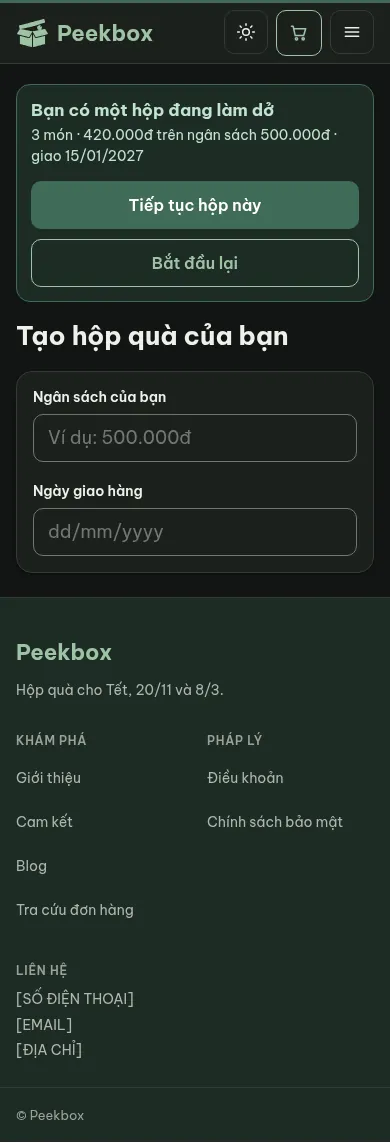 Peekbox
Bạn có một hộp đang làm dở
3 món · 420.000đ trên ngân sách 500.000đ ·
giao 15/01/2027
Tiếp tục hộp này
Bắt đầu lại
Tạo hộp quà của bạn
Ngân sách của bạn
Ví dụ: 500.000đ
Ngày giao hàng
dd/mm/yyyy
Peekbox
Hộp quà cho Tết, 20/11 và 8/3.
KHÁM PHÁ
Giới thiệu
Cam kết
Blog
Tra cứu đơn hàng
PHÁP LÝ
Điều khoản
Chính sách bảo mật
LIÊN HỆ
[SỐ ĐIỆN THOẠI]
[EMAIL]
[ĐỊA CHỈ]
© Peekbox